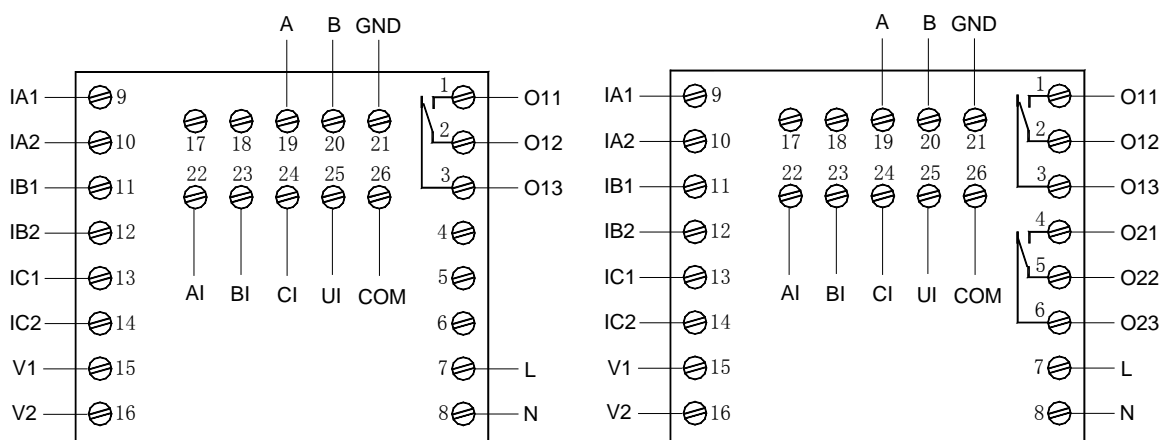 A B GND
IA1 9 1 O11
IA2 10 17 18 19 20 21 2 O12
IB1 11 22 23 24 25 26 3 O13
IB2 12 4
IC1 13 AI BI CI UI COM 5
IC2 14 6
V1 15 7 L
V2 16 8 N
A B GND
IA1 9 1 O11
IA2 10 17 18 19 20 21 2 O12
IB1 11 22 23 24 25 26 3 O13
IB2 12 4 O21
IC1 13 AI BI CI UI COM 5 O22
IC2 14 6 O23
V1 15 7 L
V2 16 8 N